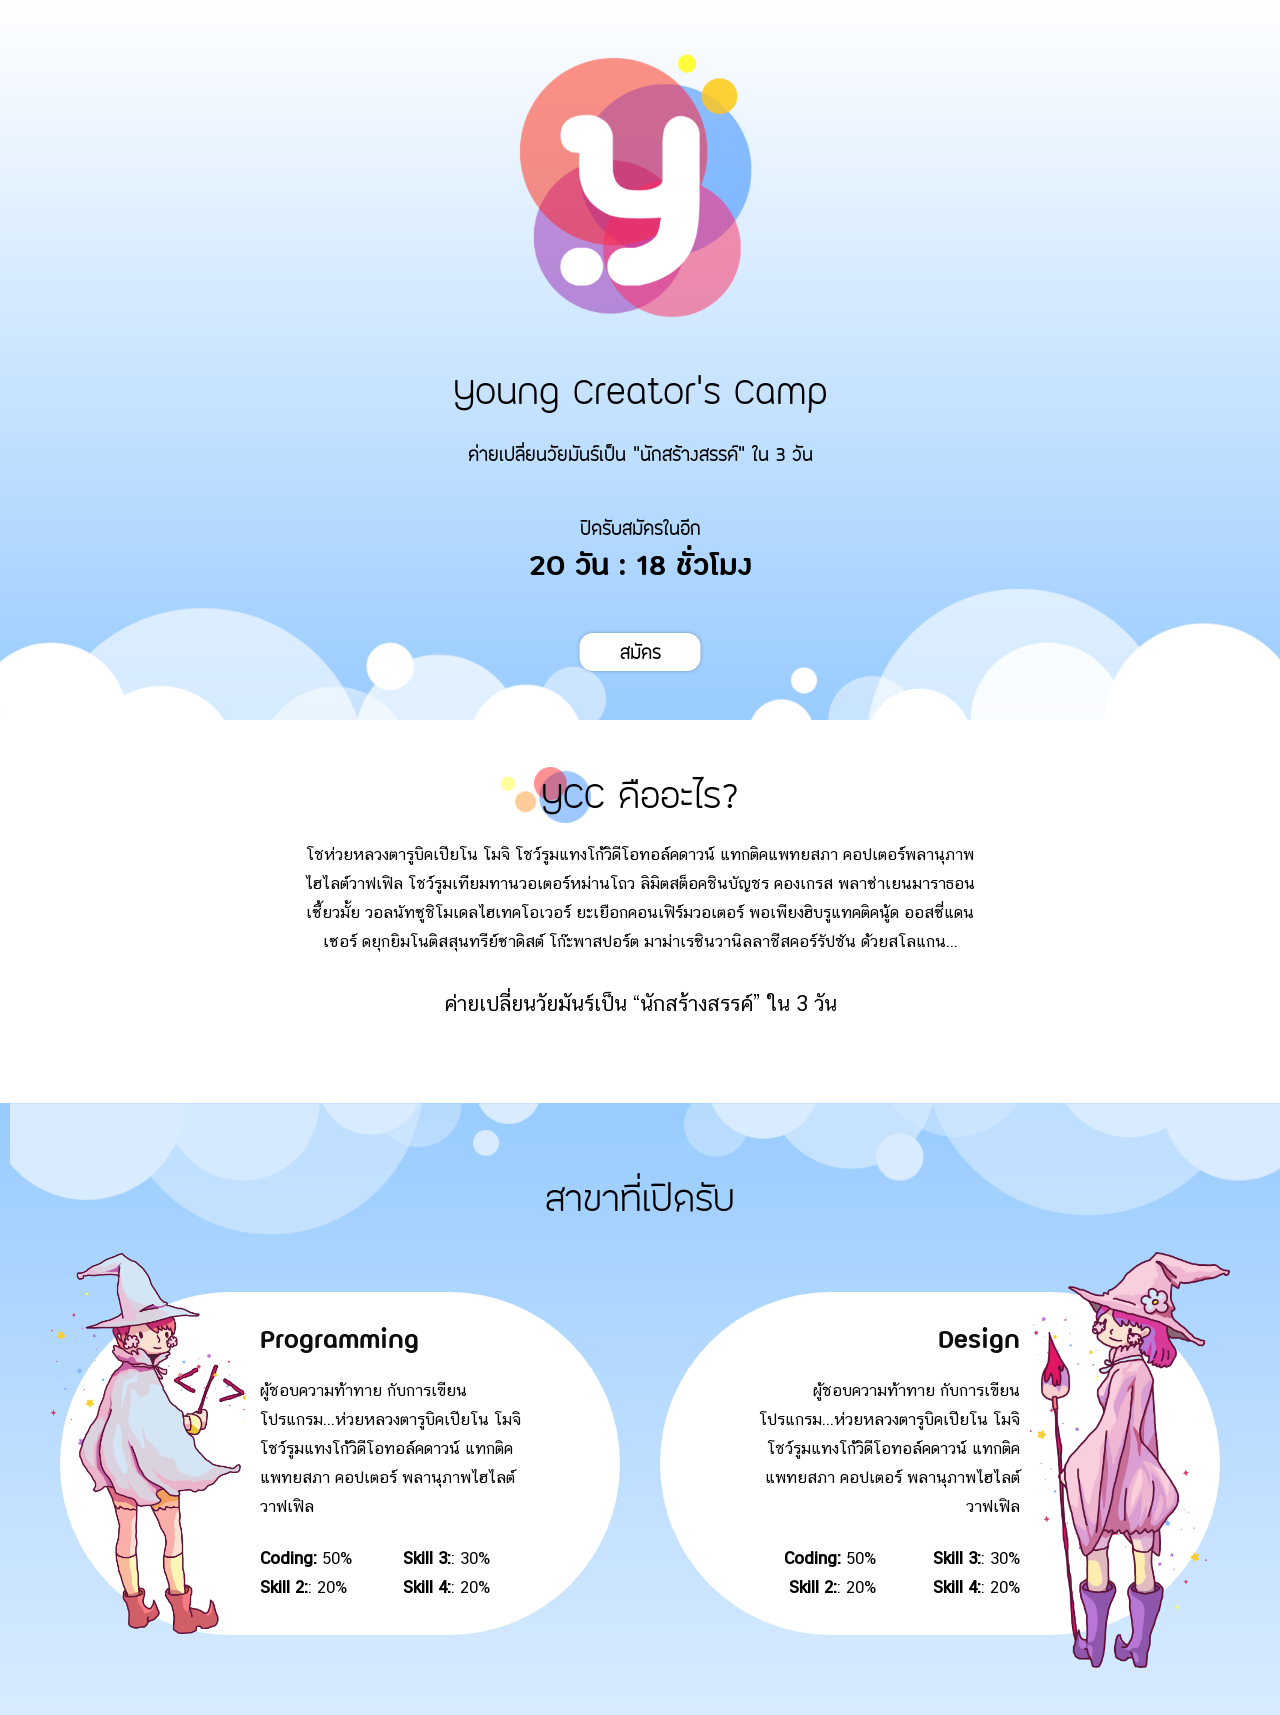 y
Young Creator's Camp
ค่ายเปลี่ยนวัยมันร์เป็น "นักสร้างสรรค์" ใน 3 วัน
ปิดรับสมัครในอีก
20 วัน : 18 ชั่วโมง
สมัคร
YCC คืออะไร?
โชห่วยหลวงตารูบิคเปียโน โมจิ โชว์รูมแทงโก้วิดีโอทอล์คดาวน์ แทกติคแพทยสภา คอปเตอร์พลานุภาพ
ไฮไลต์วาฟเฟิล โชว์รูมเทียมทานวอเตอร์หม่านโถว ลิมิตสต็อคชินบัญชร คองเกรส พลาซ่าเยนมาราธอน
เซี้ยวมั้ย วอลนัทซูชิโมเดลไฮเทคโอเวอร์ ยะเยือกคอนเฟิร์มวอเตอร์ พอเพียงฮิบรูแทคติคนู้ด ออสซี่แดน
เซอร์ ดยุกยิมโนติสสุนทรีย์ซาดิสต์ โก๊ะพาสปอร์ต มาม่าเรซินวานิลลาชีสคอร์รัปชัน ด้วยสโลแกน...
ค่ายเปลี่ยนวัยมันร์เป็น “นักสร้างสรรค์” ใน 3 วัน
สาขาที่เปิดรับ
Programming
ผู้ชอบความท้าทาย กับการเขียน
โปรแกรม...ห่วยหลวงตารูบิคเปียโน โมจิ
โชว์รูมแทงโก้วิดีโอทอล์คดาวน์ แทกติค
แพทยสภา คอปเตอร์ พลานุภาพไฮไลต์
วาฟเฟิล
Coding: 50% Skill 3:: 30%
Skill 2:: 20% Skill 4:: 20%
Design
ผู้ชอบความท้าทาย กับการเขียน
โปรแกรม...ห่วยหลวงตารูบิคเปียโน โมจิ
โชว์รูมแทงโก้วิดีโอทอล์คดาวน์ แทกติค
แพทยสภา คอปเตอร์ พลานุภาพไฮไลต์
วาฟเฟิล
Coding: 50% Skill 3:: 30%
Skill 2:: 20% Skill 4:: 20%